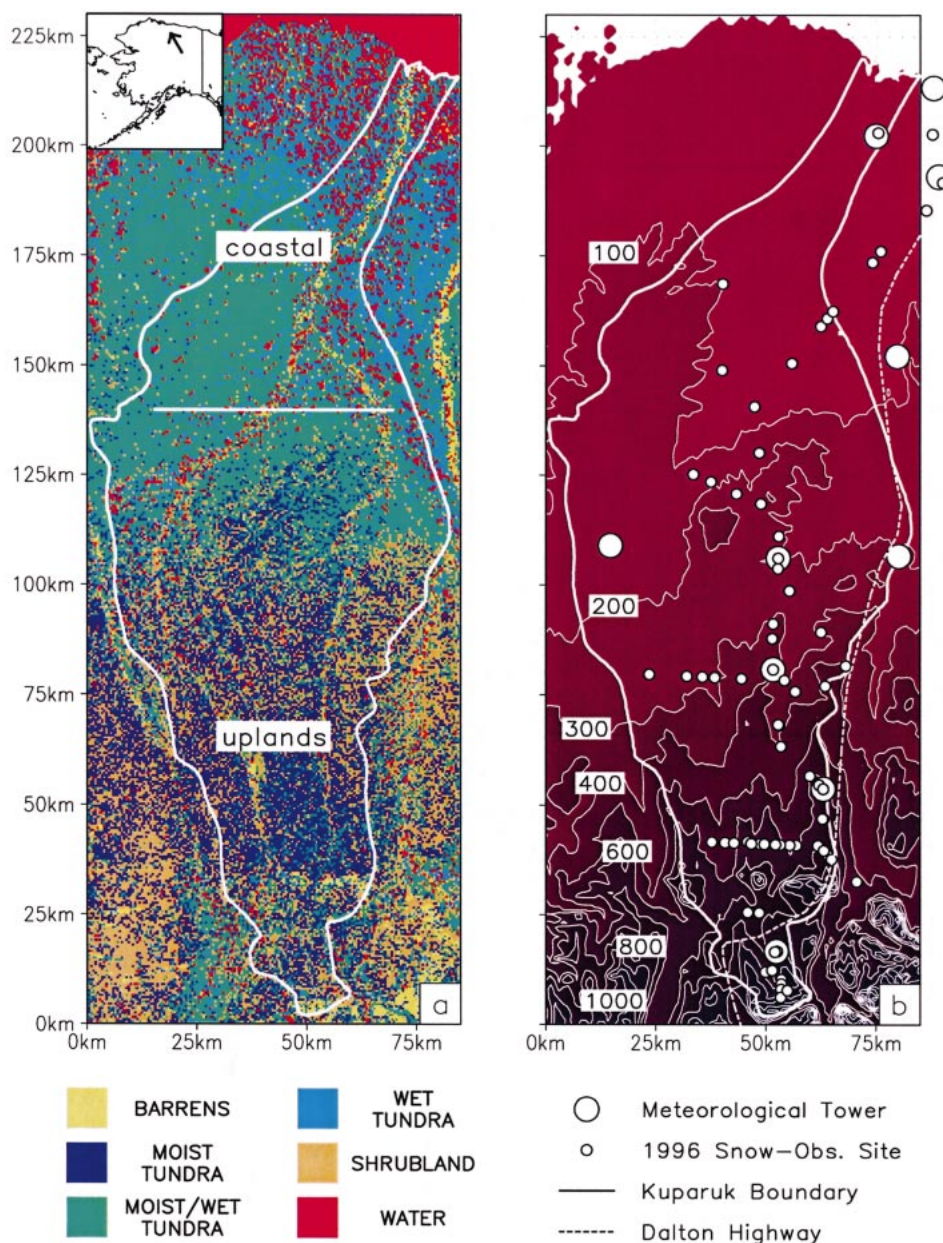 225km
200km
175km
150km
125km
100km
75km
50km
25km
0km
coastal
uplands
a
0km 25km 50km 75km
100
200
300
400
600
800
1000
b
0km 25km 50km 75km
BARRENS
MOIST
TUNDRA
MOIST/WET
TUNDRA
WET
TUNDRA
SHRUBLAND
WATER
Meteorological Tower
1996 Snow-Obs. Site
Kuparuk Boundary
Dalton Highway